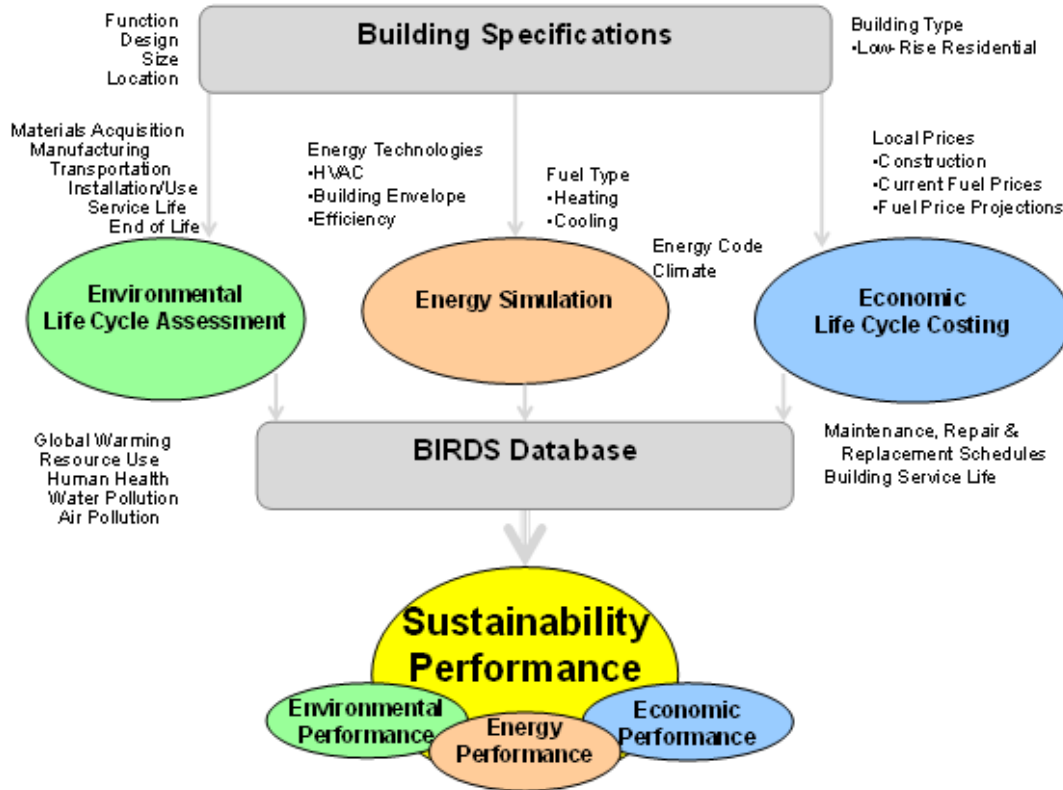 Function
Design
Size
Location
Building Specifications
Building Type
•Low-Rise Residential
Materials Acquisition
Manufacturing
Transportation
Installation/Use
Service Life
End of Life
Energy Technologies
•HVAC
•Building Envelope
•Efficiency
Fuel Type
•Heating
•Cooling
Energy Code
Climate
Local Prices
•Construction
•Current Fuel Prices
•Fuel Price Projections
Environmental
Life Cycle Assessment
Energy Simulation
Economic
Life Cycle Costing
Global Warming
Resource Use
Human Health
Water Pollution
Air Pollution
BIRDS Database
Maintenance, Repair &
Replacement Schedules
Building Service Life
Sustainability
Performance
Environmental
Performance
Energy
Performance
Economic
Performance